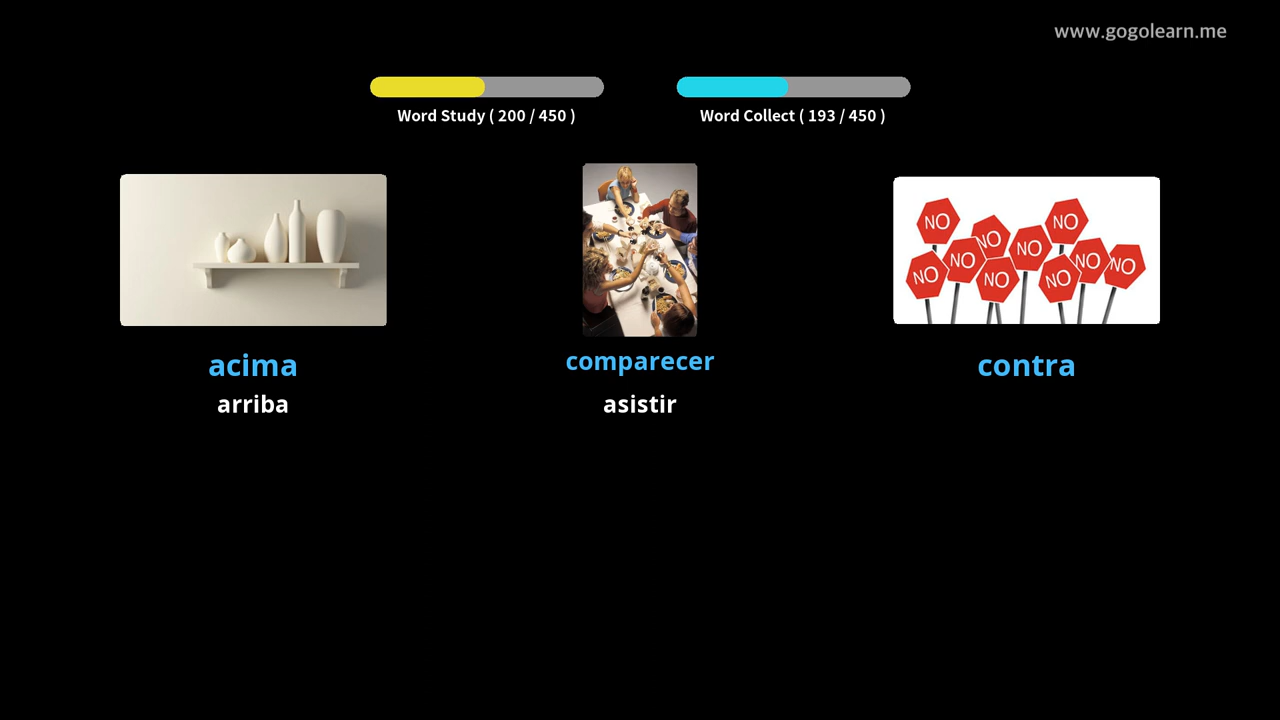 www.gogolearn.me
Word Study ( 200 / 450 )
Word Collect ( 193 / 450 )
NO
NO
NO
NO
NO
NO
NO
NO
NO
NO
acima
comparecer
contra
arriba
asistir